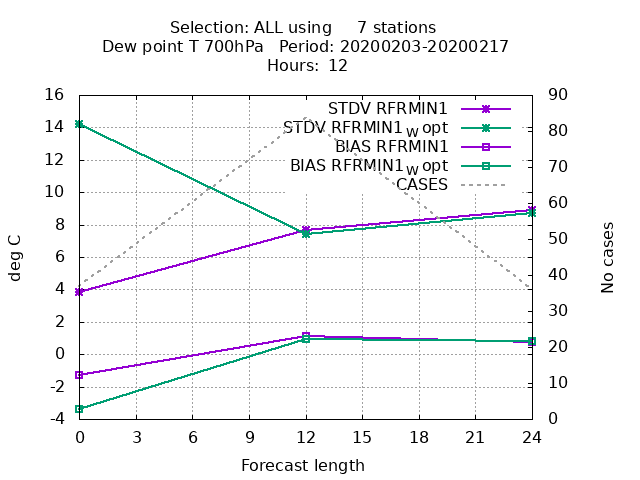 Selection: ALL using     7 stations
Dew point T 700hPa   Period: 20200203-20200217
Hours:  12
STDV RFRMIN1
STDV RFRMIN1_w opt
BIAS RFRMIN1
BIAS RFRMIN1_w opt
CASES
16
14
12
10
8
6
4
2
0
-2
-4
deg C
90
80
70
60
50
40
30
20
10
0
No cases
0 3 6 9 12 15 18 21 24
Forecast length